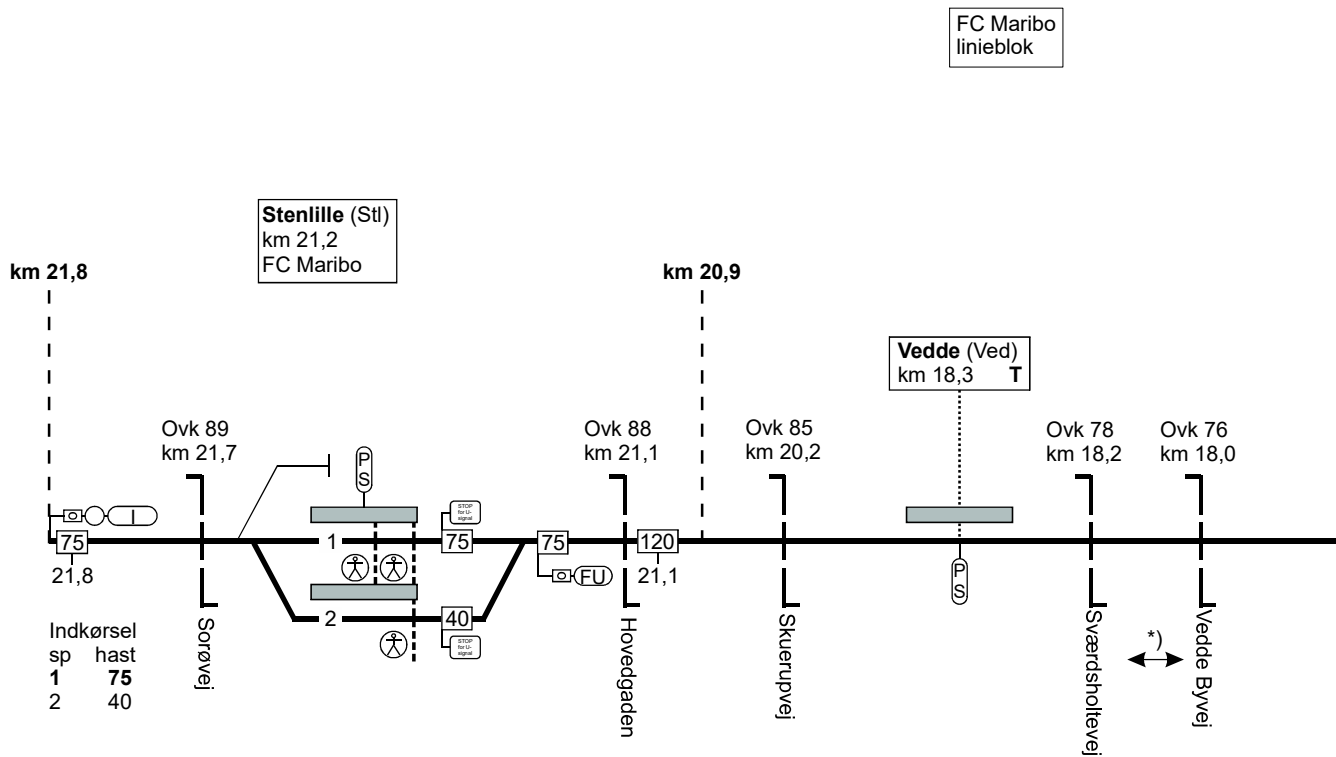 FC Maribo
linieblok
Stenlille (Stl)
km 21,2
FC Maribo
km 21,8
km 20,9
Vedde (Ved)
km 18,3 T
Ovk 89
km 21,7
Ovk 88
km 21,1
Ovk 85
km 20,2
Ovk 78
km 18,2
Ovk 76
km 18,0
P
S
STOP
for U-
signal
I
75
1
75
75
120
21,8
FU
21,1
P
S
2
40
STOP
for U-
signal
Indkørsel
sp hast
1 75
2 40
Sorøvej
Hovedgaden
Skuerupvej
Sværdsholtevej
*)
Vedde Byvej